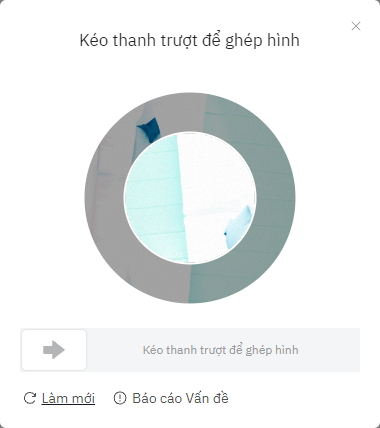 Kéo thanh trượt để ghép hình
Kéo thanh trượt để ghép hình
Làm mới
Báo cáo Vấn đề